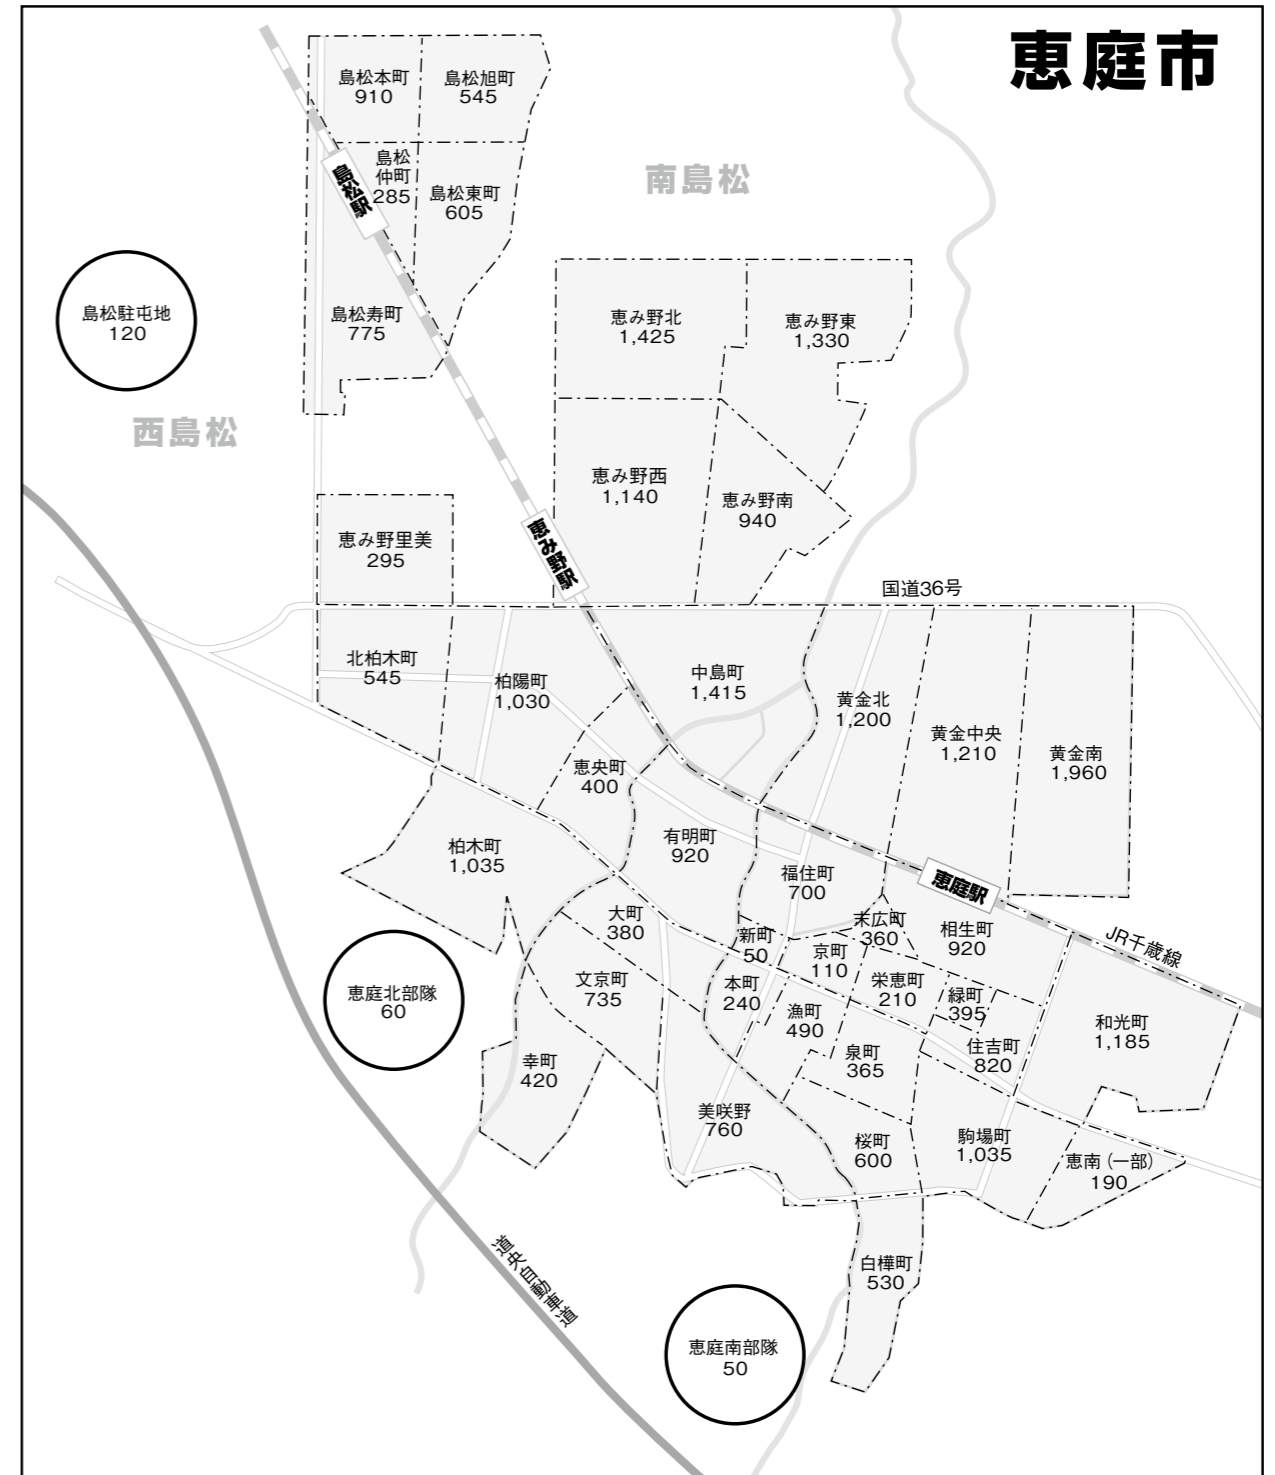 恵庭市
島松本町
910
島松旭町
545
島松
仲町
285
島松東町
605
島松駅
南島松
島松駐屯地
120
島松寿町
775
恵み野北
1,425
恵み野東
1,330
西島松
恵み野西
1,140
恵み野南
940
恵み野里美
295
恵み野駅
国道36号
北柏木町
545
柏陽町
1,030
中島町
1,415
黄金北
1,200
黄金中央
1,210
黄金南
1,960
恵央町
400
柏木町
1,035
有明町
920
福住町
700
恵庭駅
大町
380
新町
50
末広町
360
相生町
920
JR千歳線
京町
110
文京町
735
本町
240
栄恵町
210
緑町
395
恵庭北部隊
60
漁町
490
和光町
1,185
住吉町
820
幸町
420
泉町
365
美咲野
760
桜町
600
駒場町
1,035
恵南（一部）
190
道央自動車道
白樺町
530
恵庭南部隊
50